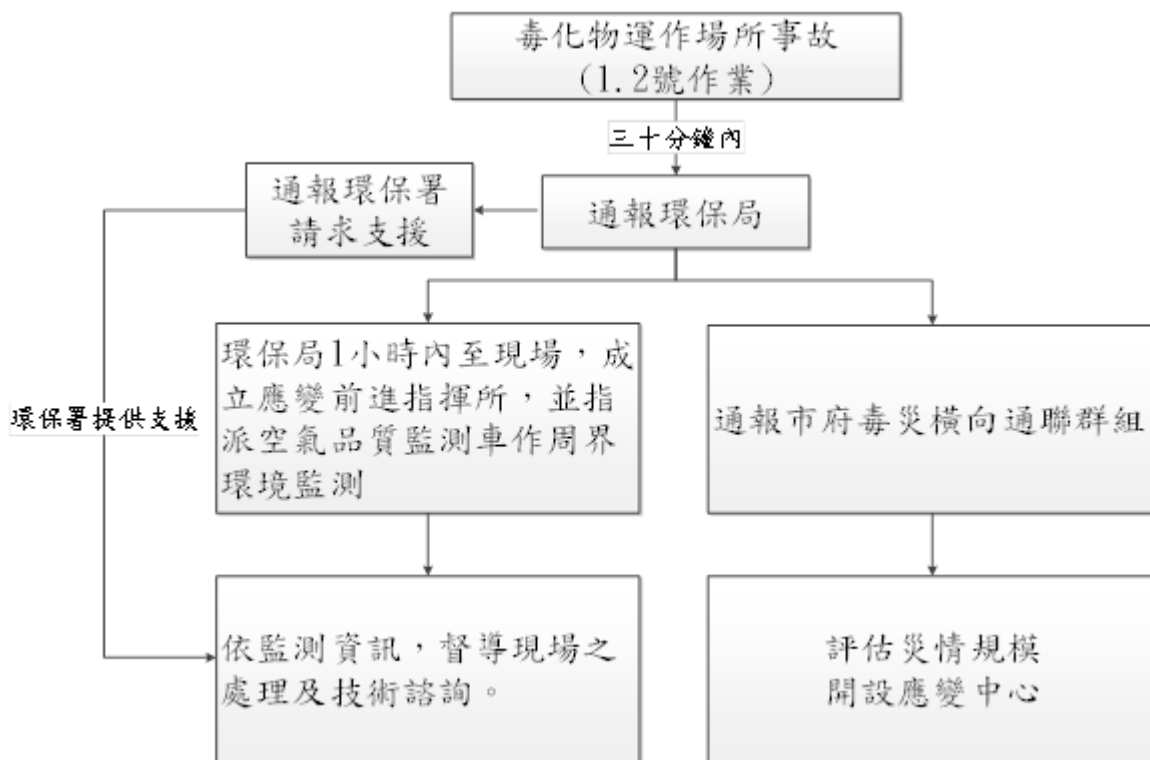 毒化物運作場所事故
(1.2號作業)
三十分鐘內
通報環保署
請求支援
通報環保局
環保局1小時內至現場，成
立應變前進指揮所，並指
派空氣品質監測車作周界
環境監測
通報市府毒災橫向通聯群組
環保署提供支援
依監測資訊，督導現場之
處理及技術諮詢。
評估災情規模
開設應變中心